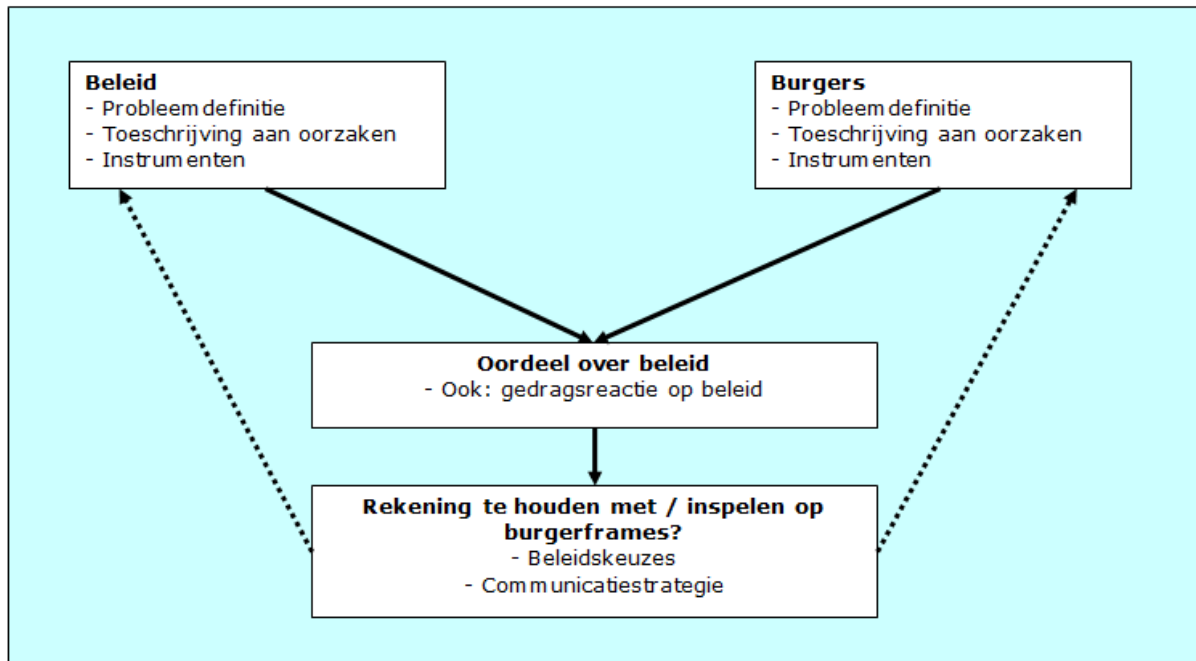 Beleid
- Probleemdefinitie
- Toeschrijving aan oorzaken
- Instrumenten
Burgers
- Probleemdefinitie
- Toeschrijving aan oorzaken
- Instrumenten
Oordeel over beleid
- Ook: gedragsreactie op beleid
Rekening te houden met / inspelen op
burgerframes?
- Beleidskeuzes
- Communicatiestrategie